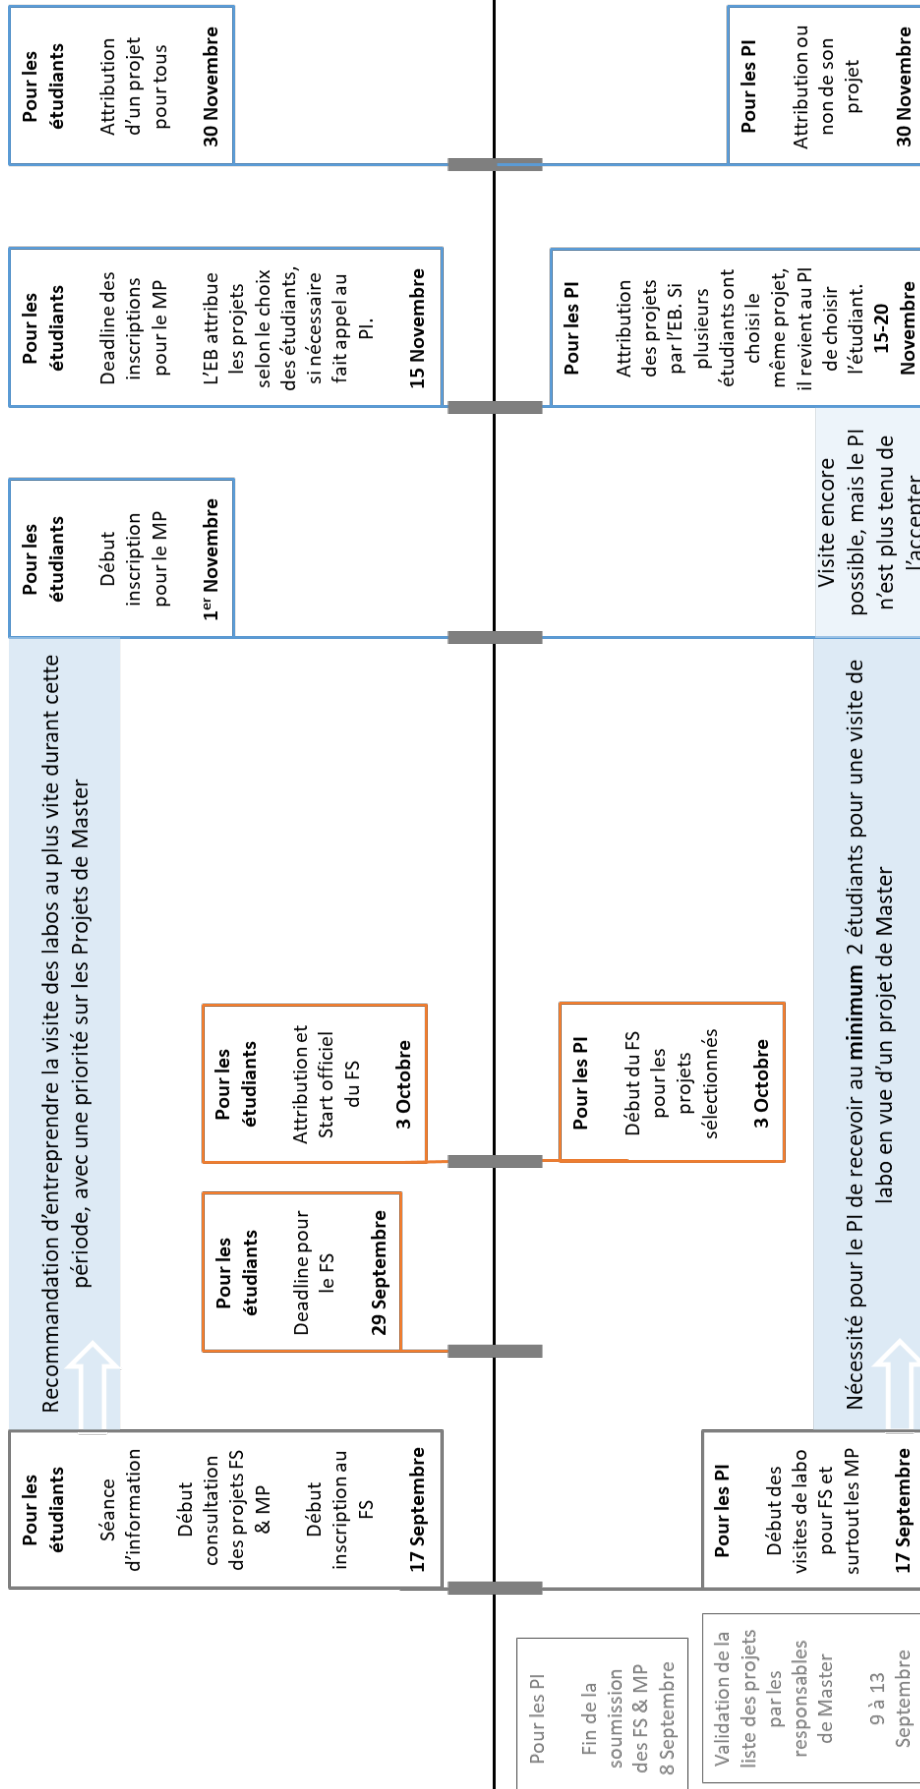 Pour les
étudiants
Séance
d'information
Début
consultation
des projets FS
& MP
Début
inscription au
FS
17 Septembre
Recommandation d'entreprendre la visite des labos au plus vite durant cette
période, avec une priorité sur les Projets de Master
Pour les
étudiants
Deadline pour
le FS
29 Septembre
Pour les
étudiants
Attribution et
Start officiel
du FS
3 Octobre
Pour les
étudiants
Début
inscription
pour le MP
1er Novembre
Pour les
étudiants
Deadline des
inscriptions
pour le MP
L'EB attribue
les projets
selon le choix
des étudiants,
si nécessaire
fait appel au
PI.
15 Novembre
Pour les
étudiants
Attribution
d'un projet
pour tous
30 Novembre
Pour les PI
Fin de la
soumission
des FS & MP
8 Septembre
Validation de la
liste des projets
par les
responsables
de Master
9 à 13
Septembre
Pour les PI
Début des
visites de labo
pour FS et
surtout les MP
17 Septembre
Pour les PI
Début du FS
pour les
projets
sélectionnés
3 Octobre
Nécessité pour le PI de recevoir au minimum 2 étudiants pour une visite de
labo en vue d'un projet de Master
Visite encore
possible, mais le PI
n'est plus tenu de
l'accepter
Pour les PI
Attribution
des projets
par l'EB. Si
plusieurs
étudiants ont
choisi le
même projet,
il revient au PI
de choisir
l'étudiant.
15-20
Novembre
Pour les PI
Attribution ou
non de son
projet
30 Novembre